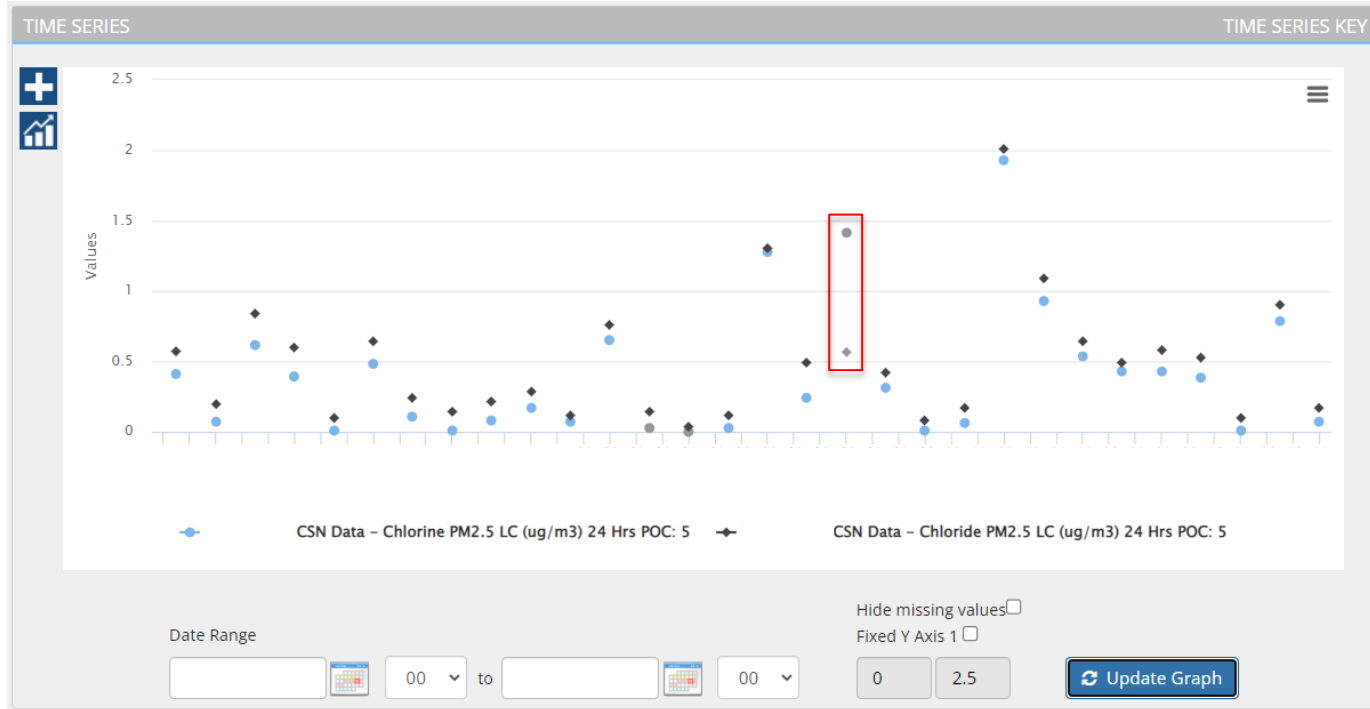 TIME SERIES
TIME SERIES KEY
2.5
2
1.5
1
0.5
0
Values
CSN Data – Chlorine PM2.5 LC (ug/m3) 24 Hrs POC: 5
CSN Data – Chloride PM2.5 LC (ug/m3) 24 Hrs POC: 5
Hide missing values
Date Range
Fixed Y Axis 1
00 to 00
0 2.5
Update Graph